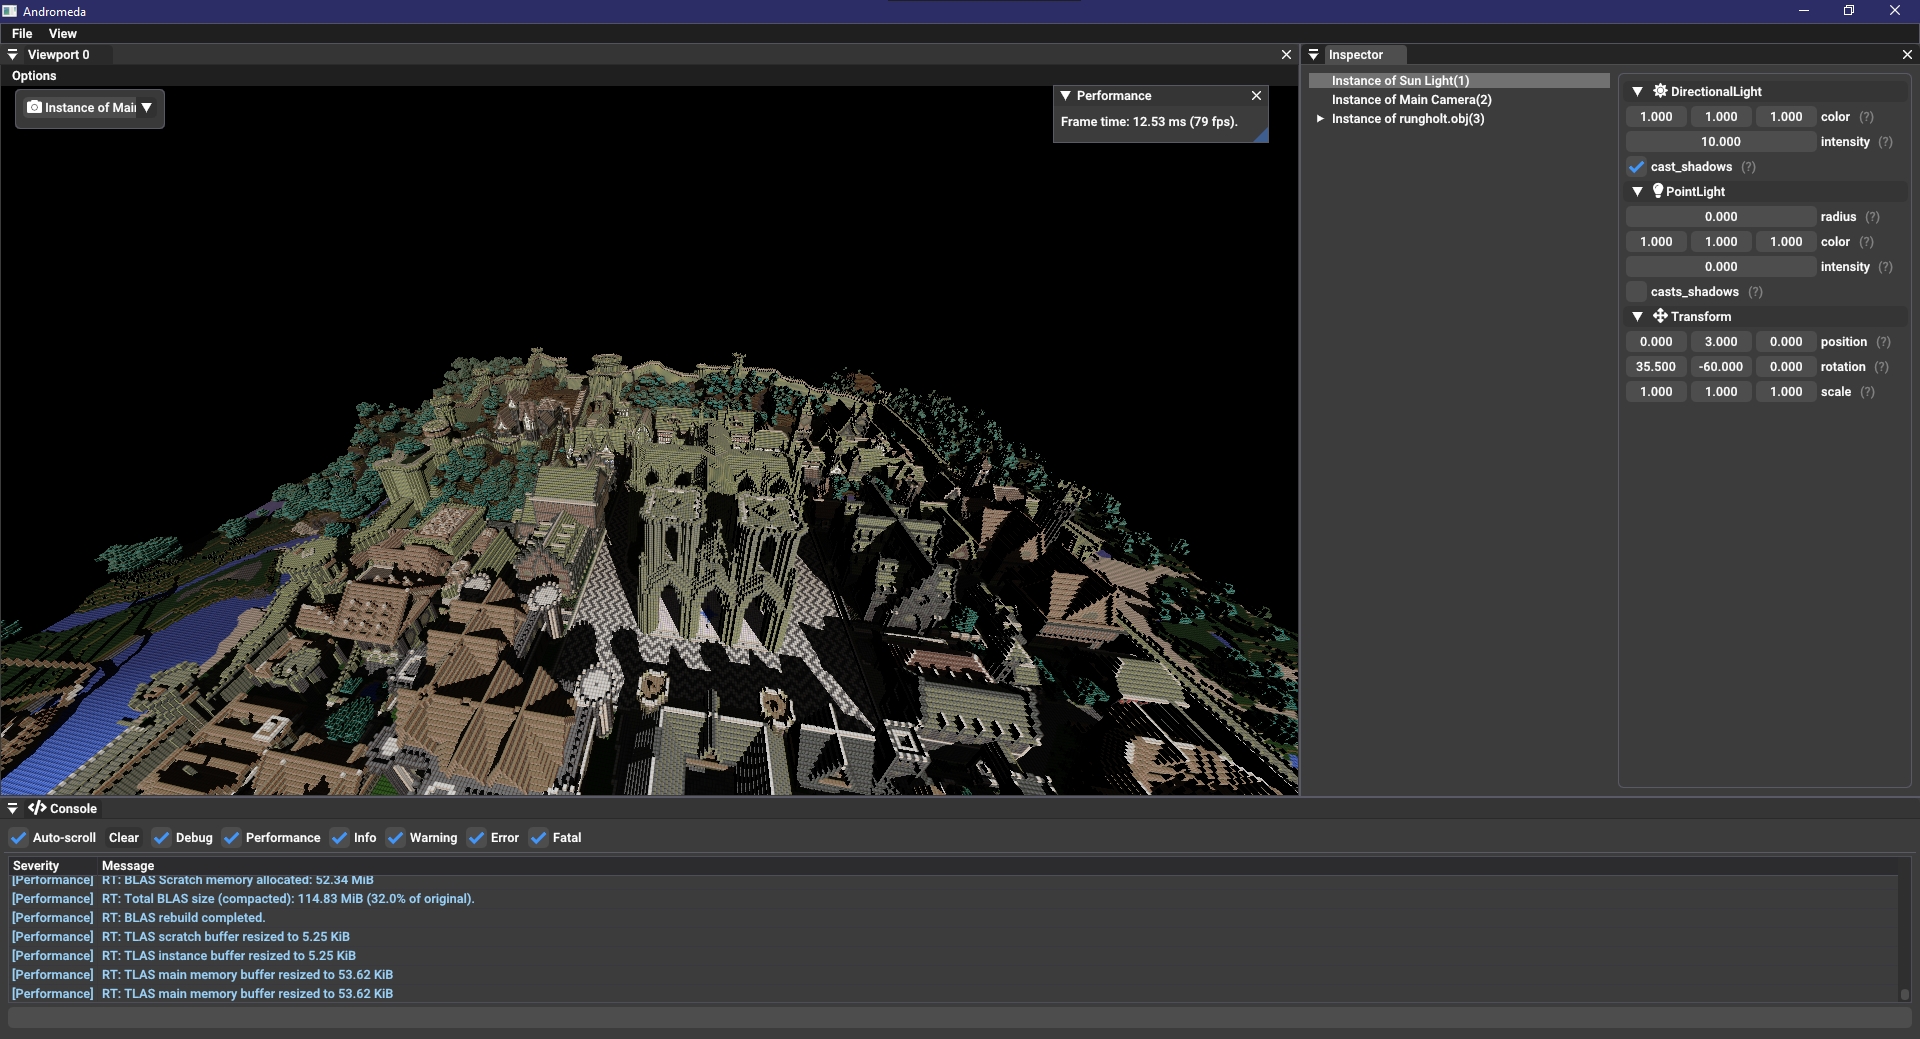 Andromeda
File View
Viewport 0
Options
Instance of Mai
Performance
Frame time: 12.53 ms (79 fps).
Inspector
Instance of Sun Light(1)
Instance of Main Camera(2)
Instance of rungholt.obj(3)
DirectionalLight
1.000 1.000 1.000 color (?)
10.000 intensity (?)
cast_shadows (?)
PointLight
0.000 radius (?)
1.000 1.000 1.000 color (?)
0.000 intensity (?)
casts_shadows (?)
Transform
0.000 3.000 0.000 position (?)
35.500 -60.000 0.000 rotation (?)
1.000 1.000 1.000 scale (?)
Console
Auto-scroll Clear Debug Performance Info Warning Error Fatal
Severity Message
[Performance] RT: BLAS Scratch memory allocated: 52.34 MiB
[Performance] RT: Total BLAS size (compacted): 114.83 MiB (32.0% of original).
[Performance] RT: BLAS rebuild completed.
[Performance] RT: TLAS scratch buffer resized to 5.25 KiB
[Performance] RT: TLAS instance buffer resized to 5.25 KiB
[Performance] RT: TLAS main memory buffer resized to 53.62 KiB
[Performance] RT: TLAS main memory buffer resized to 53.62 KiB